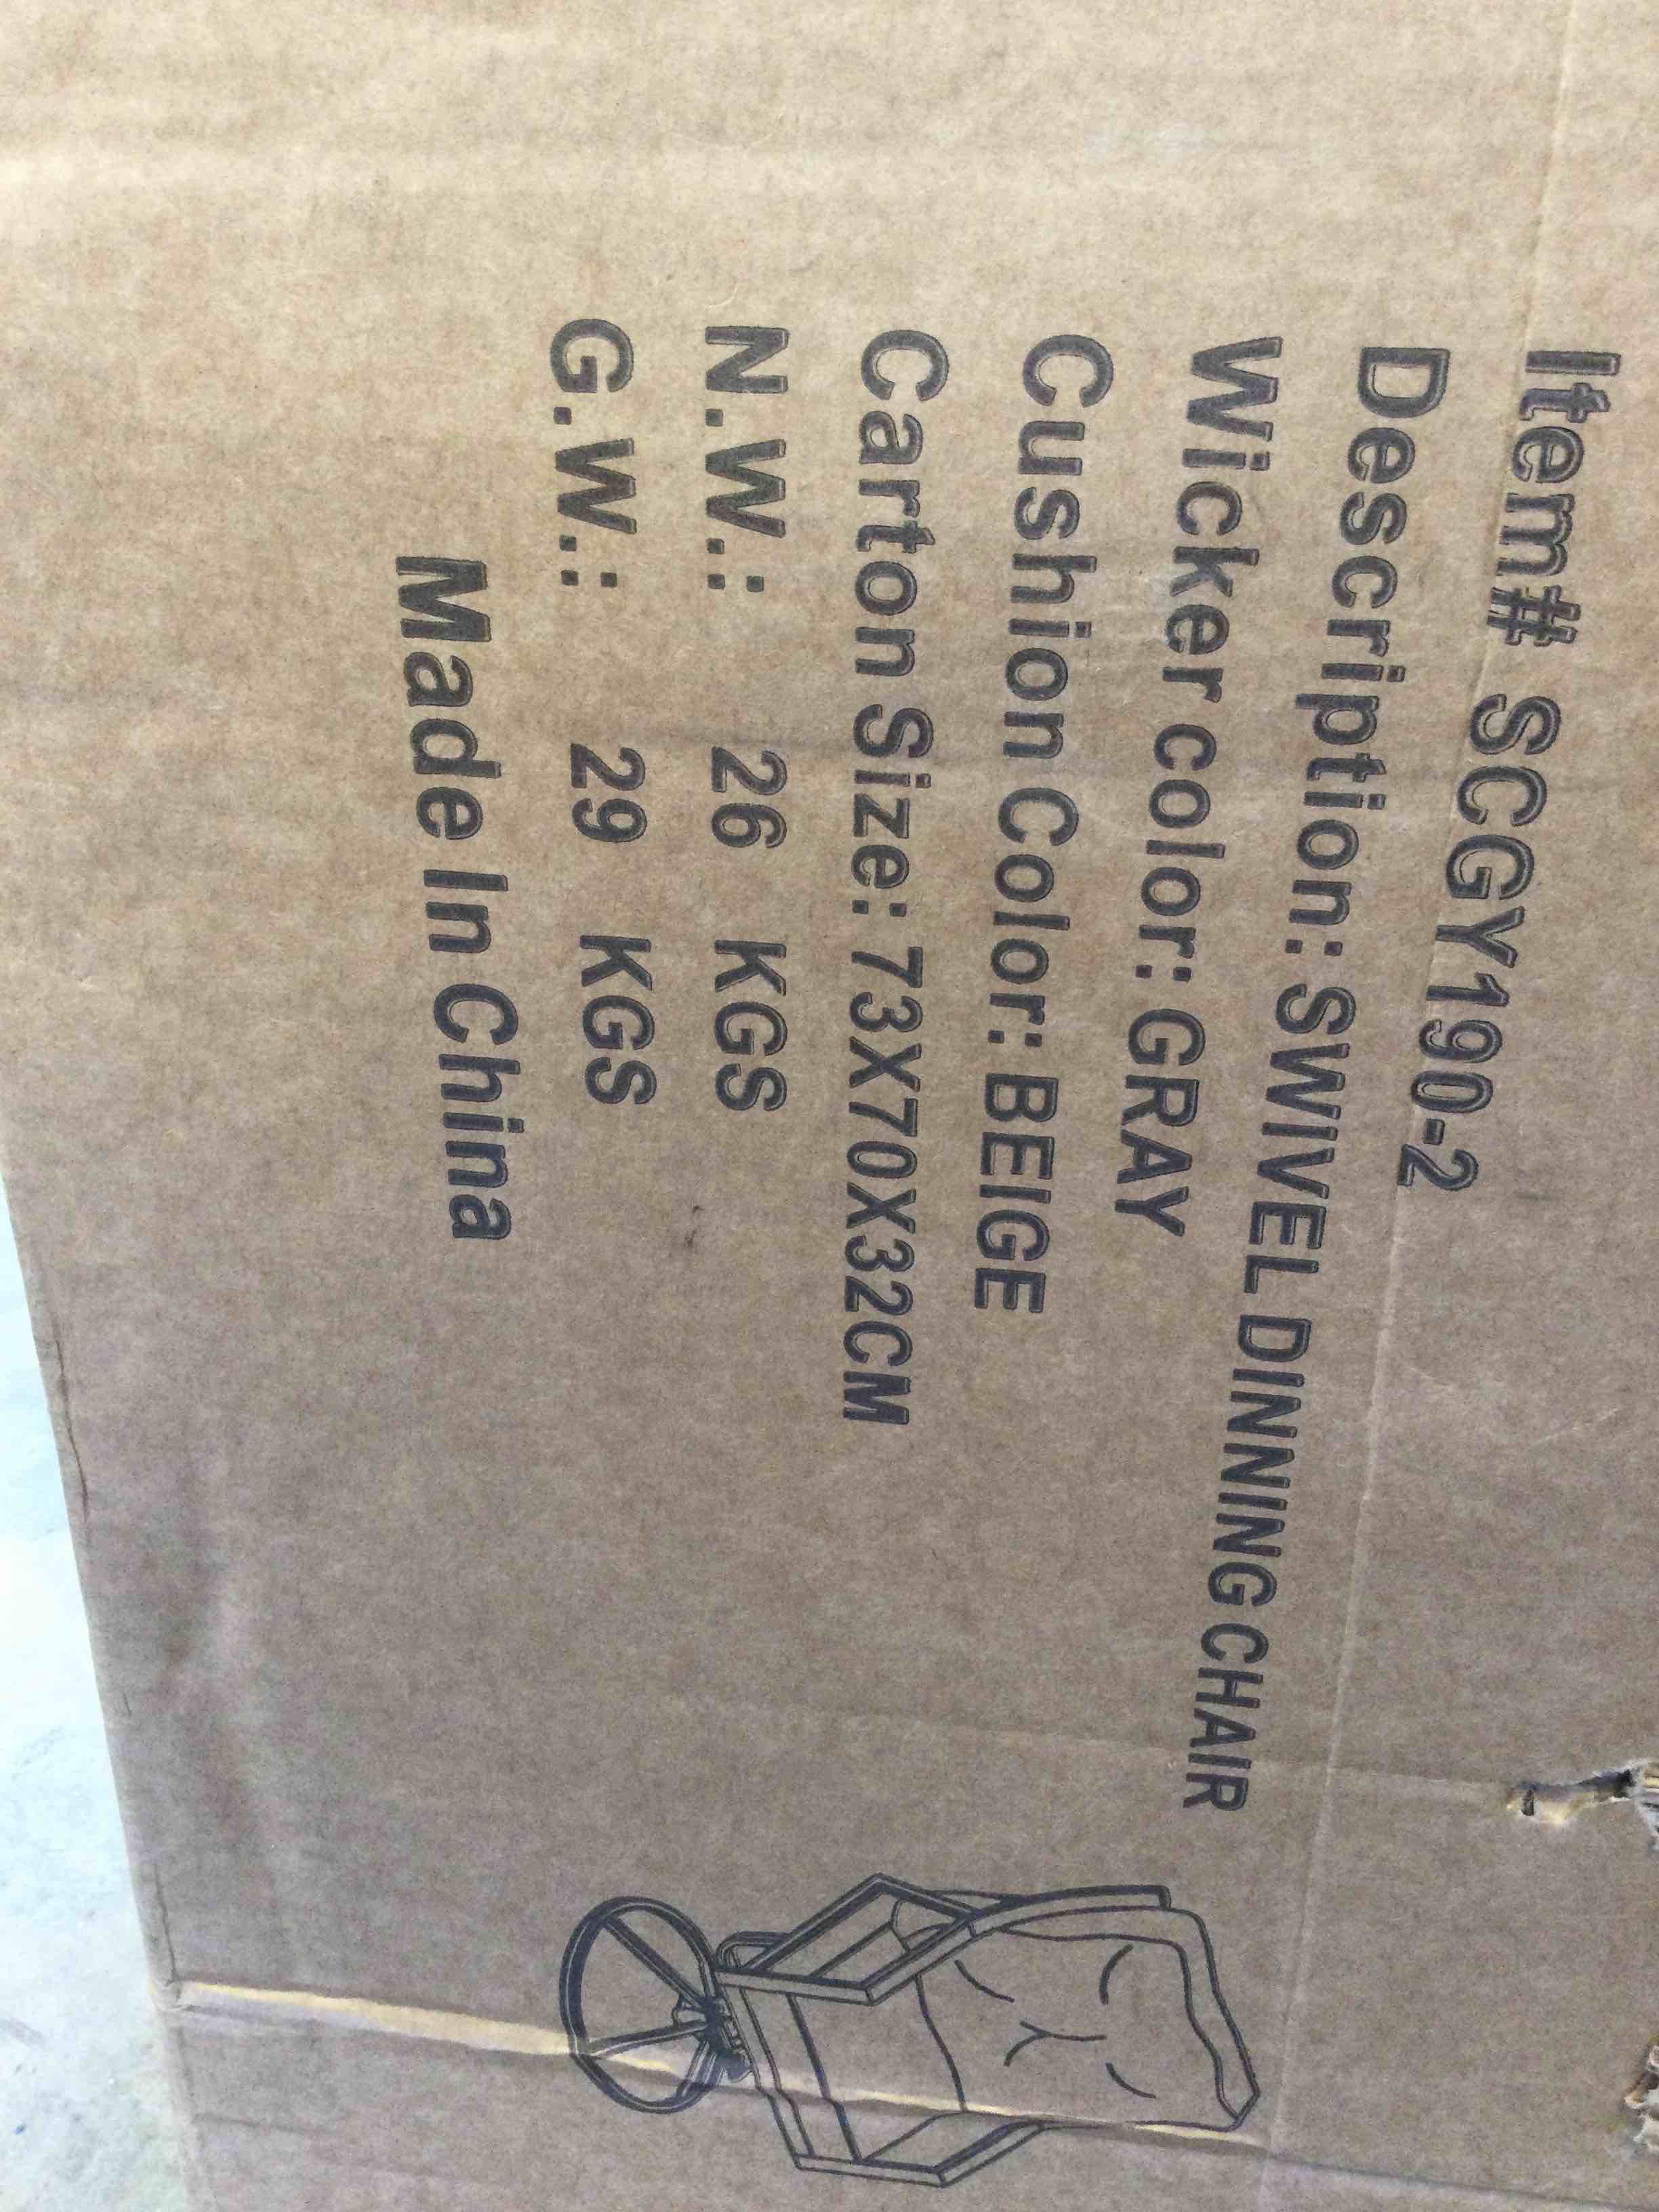 Item# SCGY190-2
Description: SWIVEL DINNING CHAIR
Wicker color: GRAY
Cushion Color: BEIGE
Carton Size: 73X70X32CM
N.W.: 26 KGS
G.W.: 29 KGS
Made In China